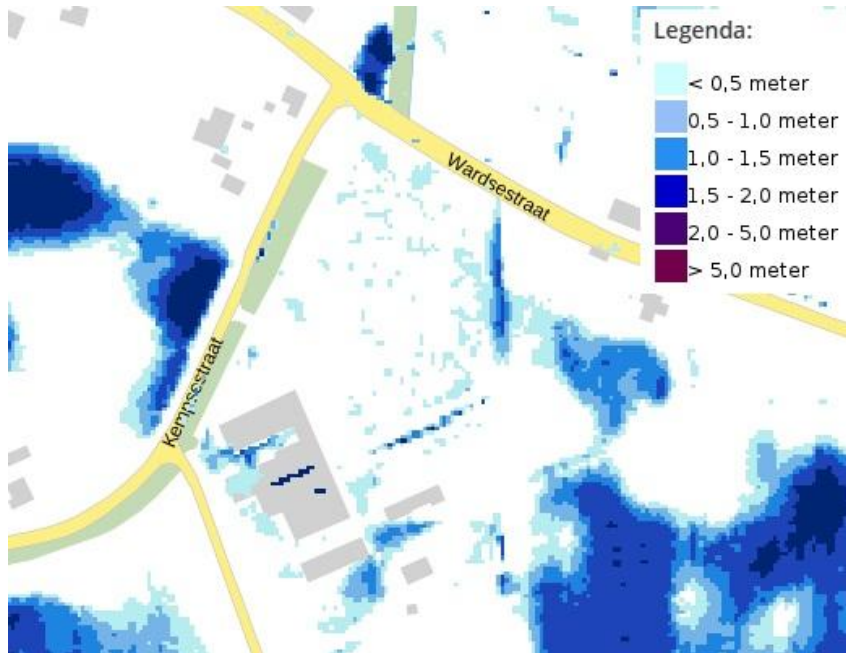 Legenda:
< 0,5 meter
0,5 - 1,0 meter
1,0 - 1,5 meter
1,5 - 2,0 meter
2,0 - 5,0 meter
> 5,0 meter
Wardsestraat
Kempsestraat